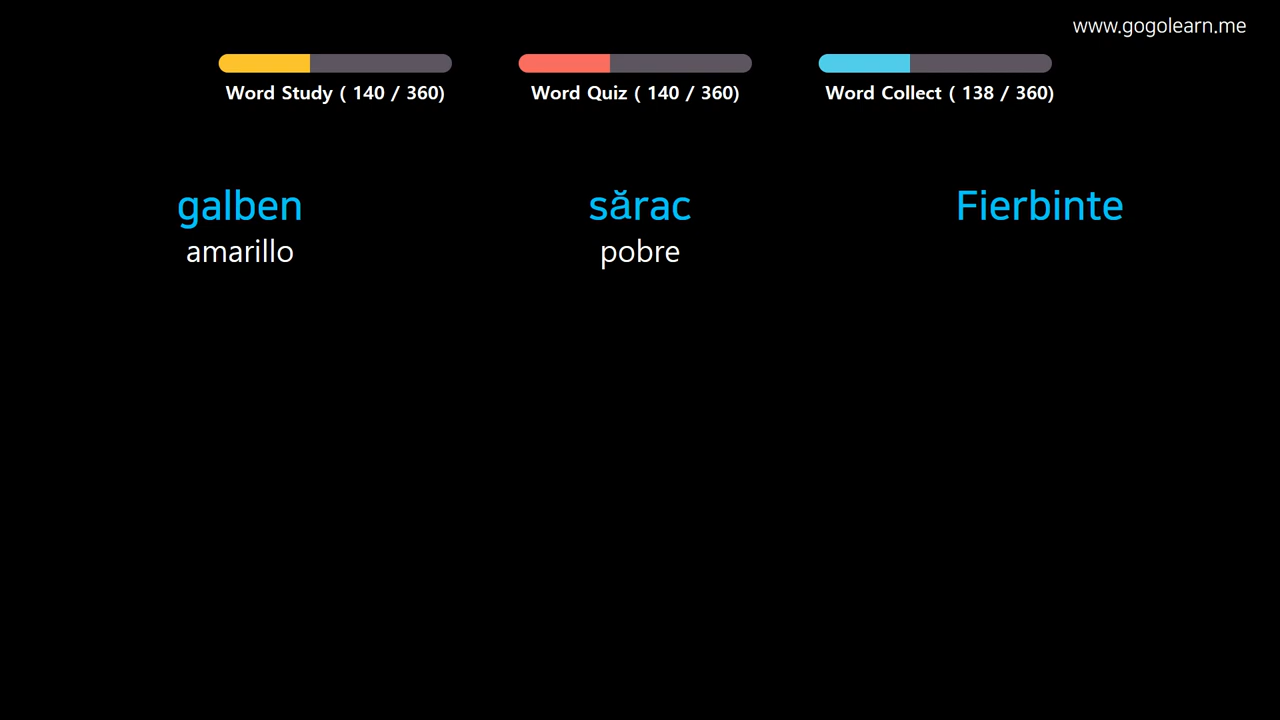 www.gogolearn.me
Word Study ( 140 / 360)
Word Quiz ( 140 / 360)
Word Collect ( 138 / 360)
galben
amarillo
sărac
pobre
Fierbinte